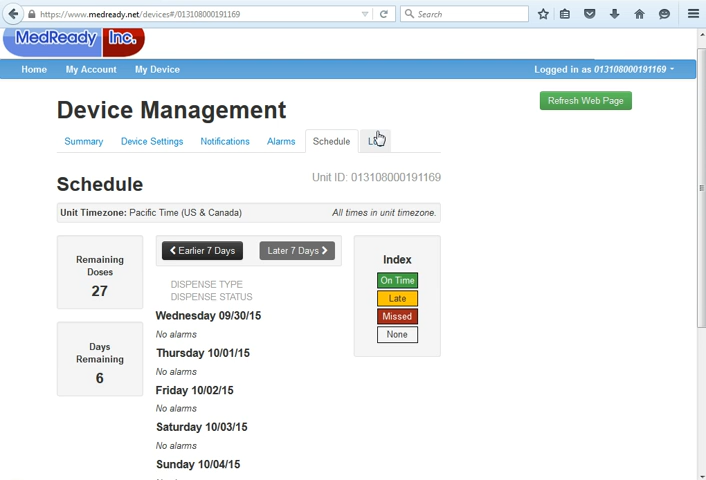 https://www.medready.net/devices#/013108000191169
Search
MedReady Inc.
Home My Account My Device Logged in as 013108000191169
Device Management
Refresh Web Page
Summary Device Settings Notifications Alarms Schedule
Schedule
Unit ID: 013108000191169
Unit Timezone: Pacific Time (US & Canada) All times in unit timezone.
Remaining
Doses
27
Days
Remaining
6
Earlier 7 Days Later 7 Days
DISPENSE TYPE
DISPENSE STATUS
Wednesday 09/30/15
No alarms
Thursday 10/01/15
No alarms
Friday 10/02/15
No alarms
Saturday 10/03/15
No alarms
Sunday 10/04/15
Index
On Time
Late
Missed
None